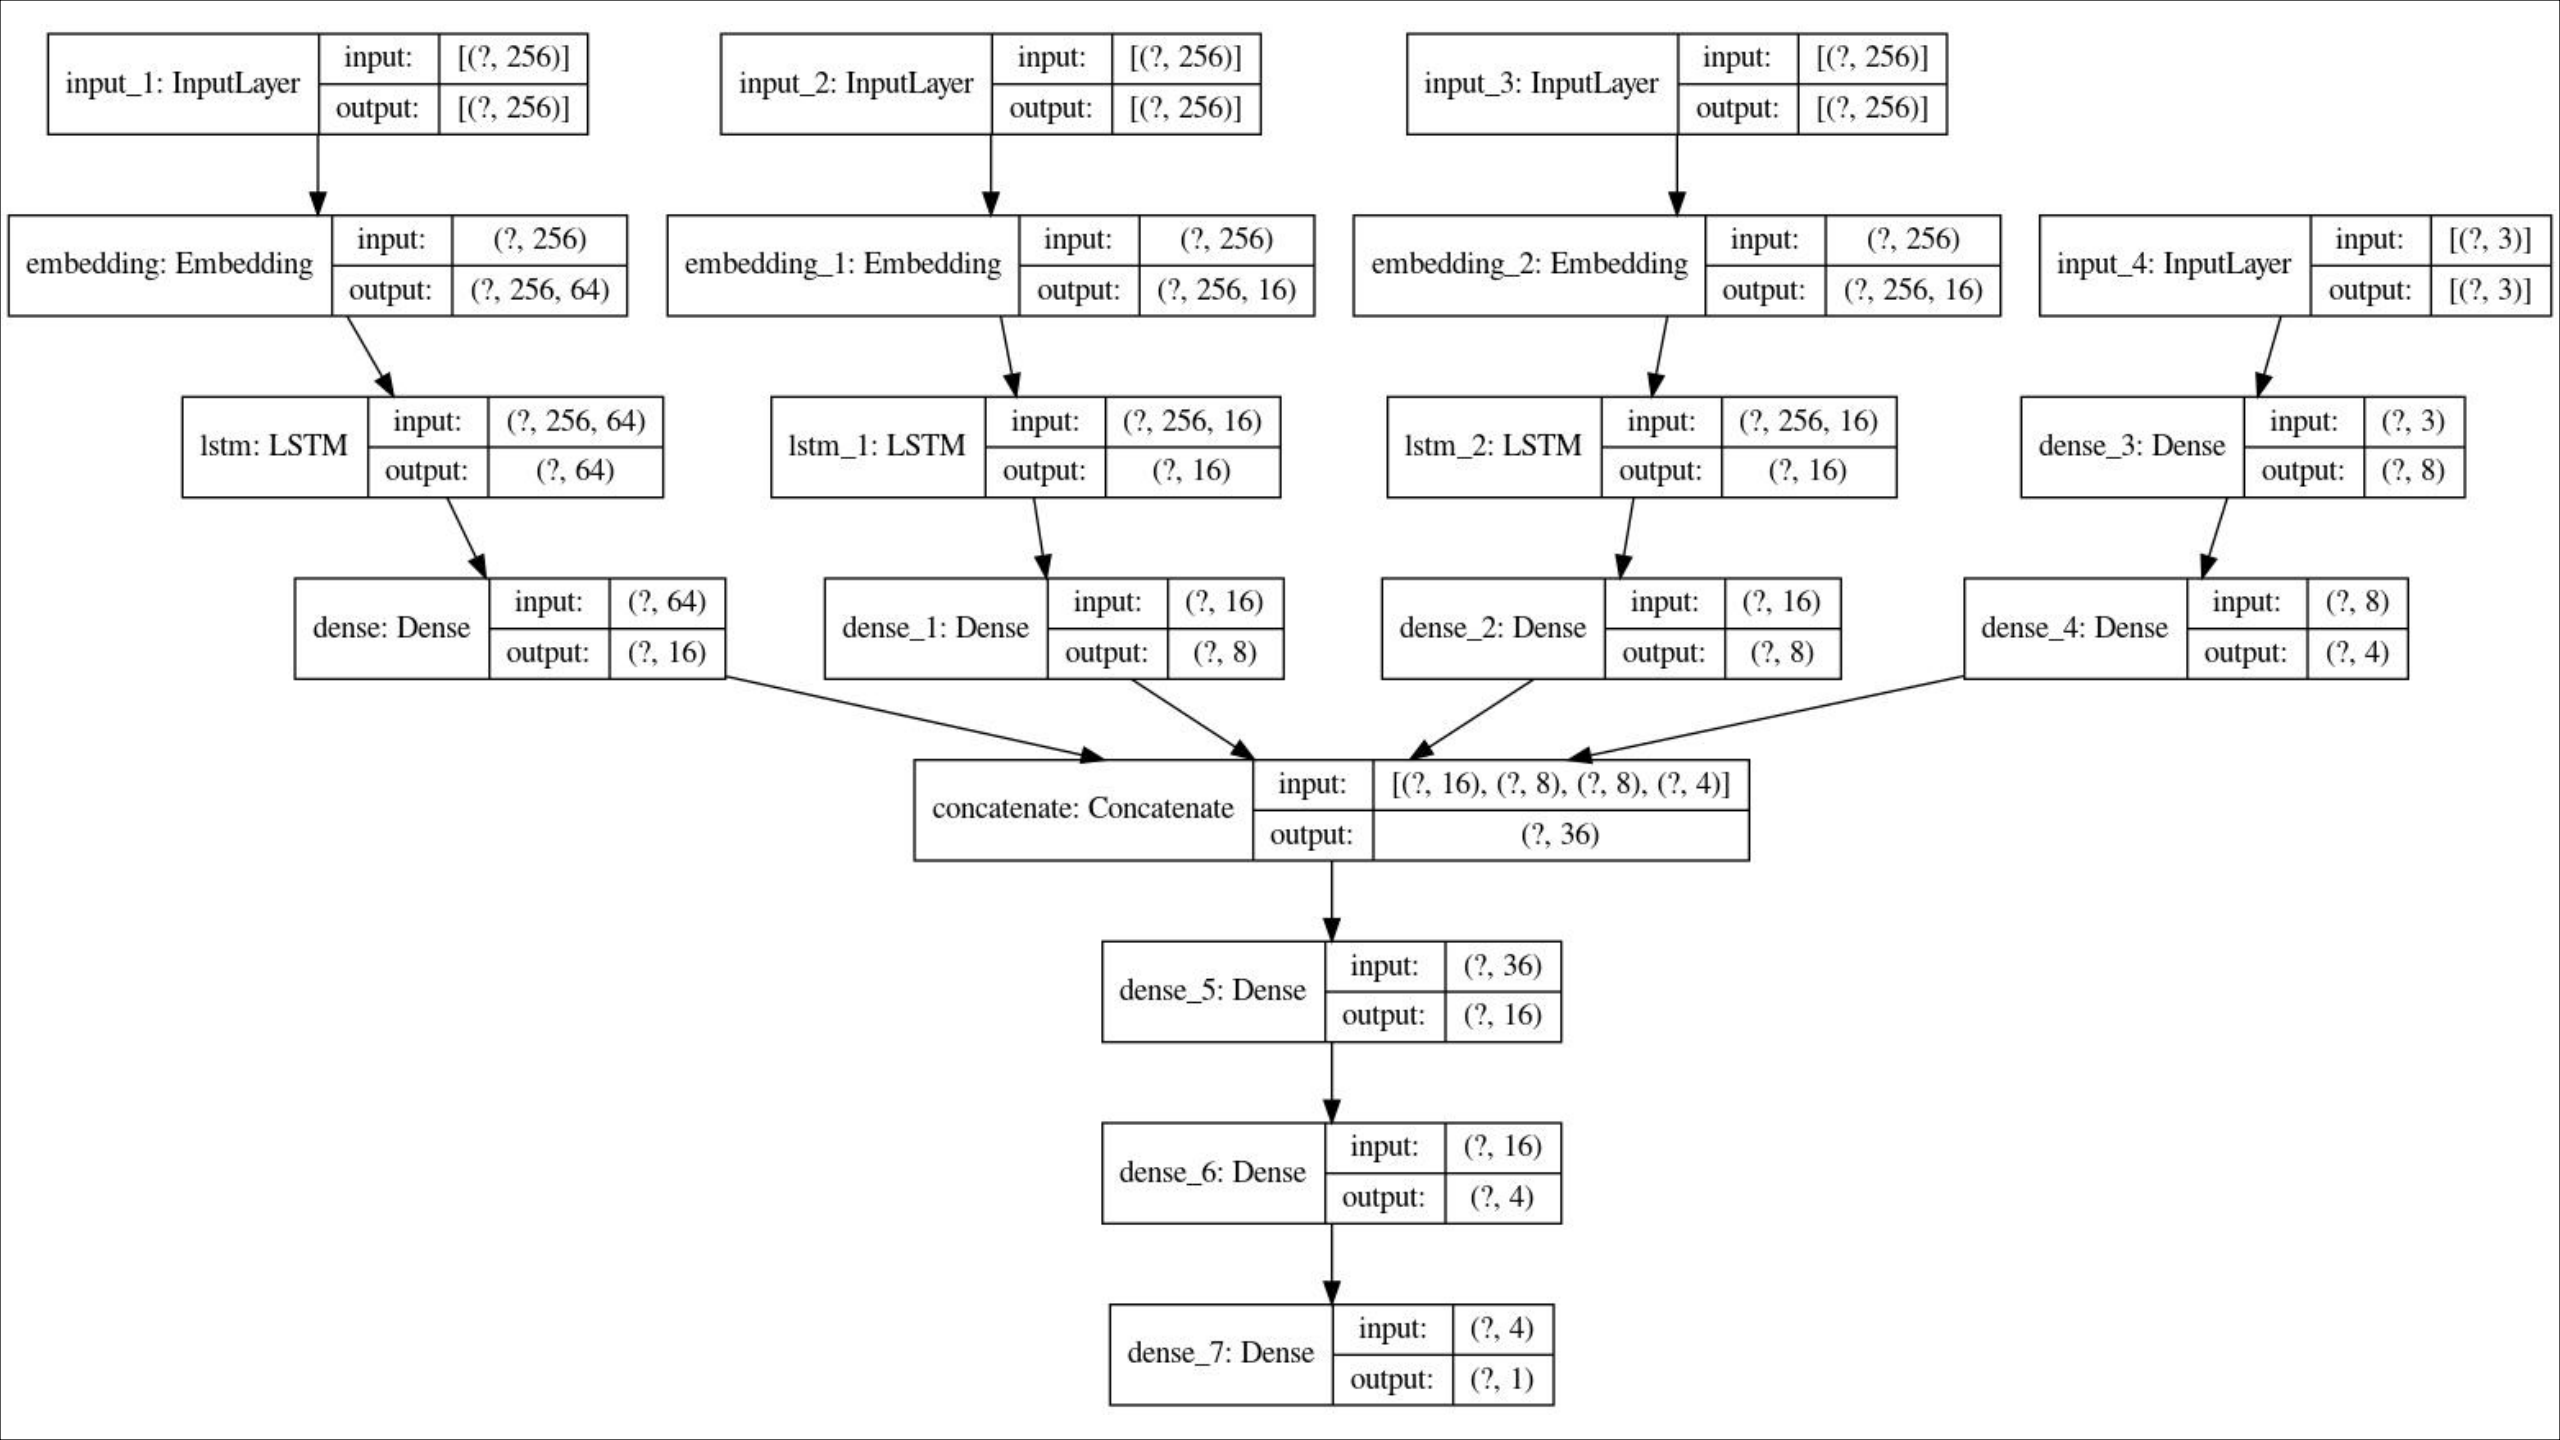 input_1: InputLayer input: [(?, 256)]
output: [(?, 256)]
input_2: InputLayer input: [(?, 256)]
output: [(?, 256)]
input_3: InputLayer input: [(?, 256)]
output: [(?, 256)]
embedding: Embedding input: (?, 256)
output: (?, 256, 64)
embedding_1: Embedding input: (?, 256)
output: (?, 256, 16)
embedding_2: Embedding input: (?, 256)
output: (?, 256, 16)
input_4: InputLayer input: [(?, 3)]
output: [(?, 3)]
lstm: LSTM input: (?, 256, 64)
output: (?, 64)
lstm_1: LSTM input: (?, 256, 16)
output: (?, 16)
lstm_2: LSTM input: (?, 256, 16)
output: (?, 16)
dense_3: Dense input: (?, 3)
output: (?, 8)
dense: Dense input: (?, 64)
output: (?, 16)
dense_1: Dense input: (?, 16)
output: (?, 8)
dense_2: Dense input: (?, 16)
output: (?, 8)
dense_4: Dense input: (?, 8)
output: (?, 4)
concatenate: Concatenate input: [(?, 16), (?, 8), (?, 8), (?, 4)]
output: (?, 36)
dense_5: Dense input: (?, 36)
output: (?, 16)
dense_6: Dense input: (?, 16)
output: (?, 4)
dense_7: Dense input: (?, 4)
output: (?, 1)